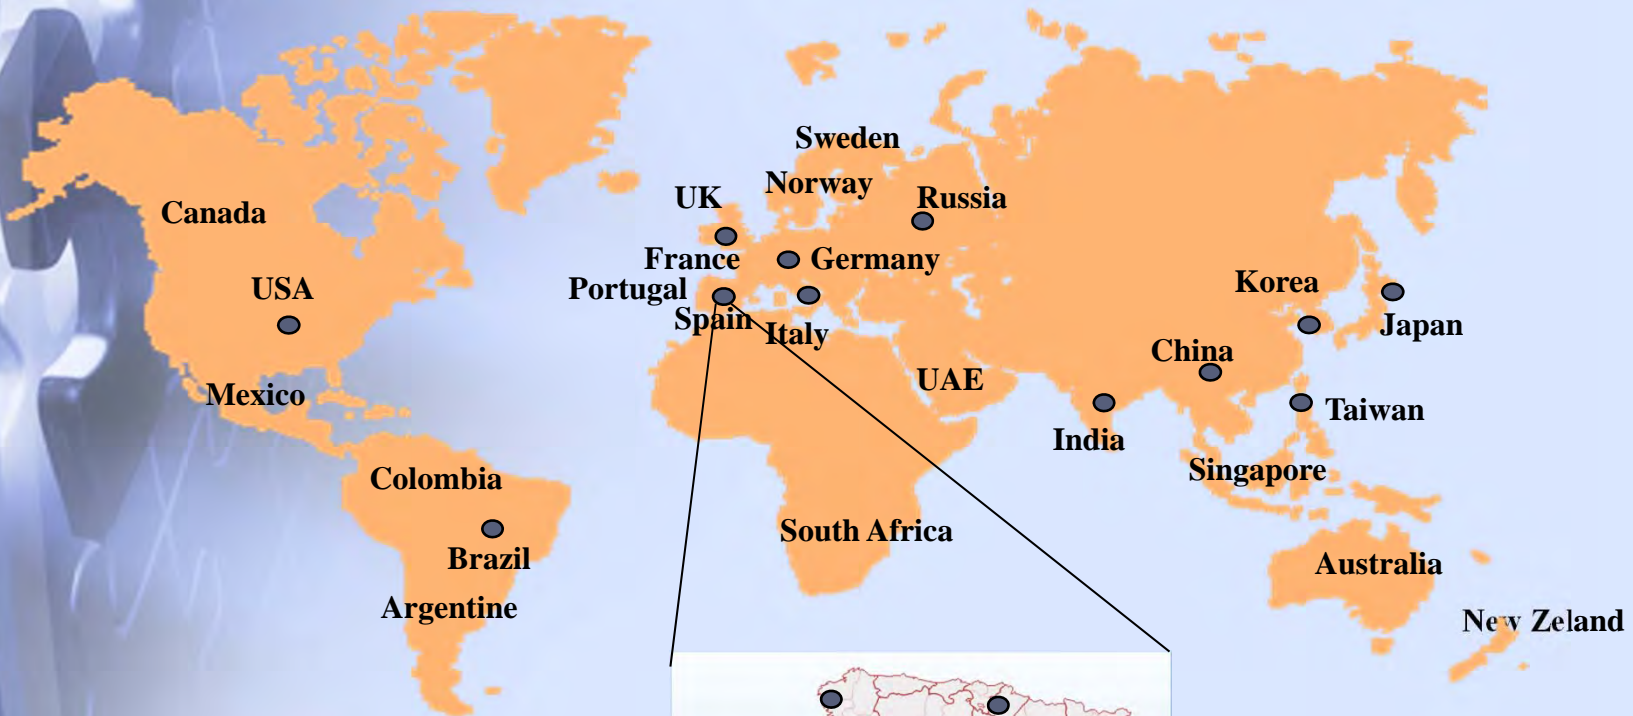 Sweden
Norway
UK
Russia
Canada
France
Germany
USA
Portugal
Korea
Spain
Italy
Japan
China
Mexico
UAE
Taiwan
India
Colombia
Singapore
South Africa
Brazil
Australia
Argentine
New Zeland